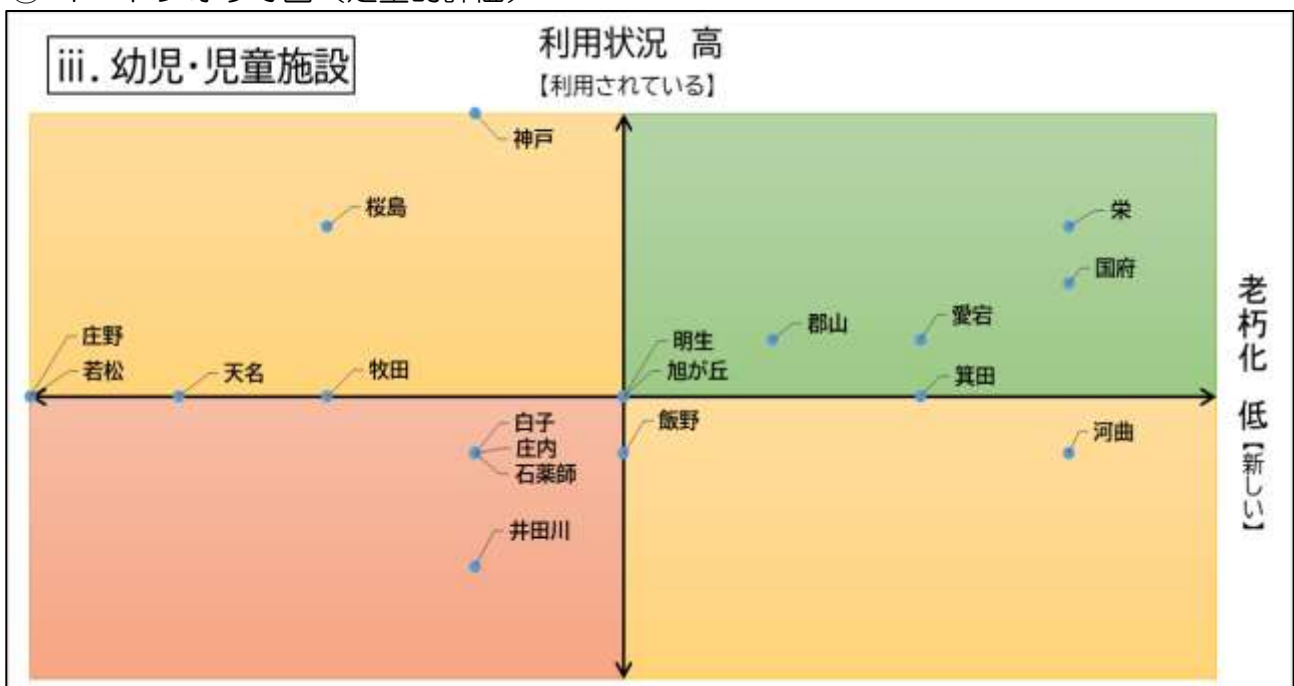 iii. 幼児・児童施設
利用状況 高
【利用されている】
神戸
桜島
栄
国府
愛宕
郡山
庄野
若松
天名
牧田
明生
旭が丘
箕田
白子
庄内
石薬師
飯野
河曲
井田川
老朽化 低【新しい】